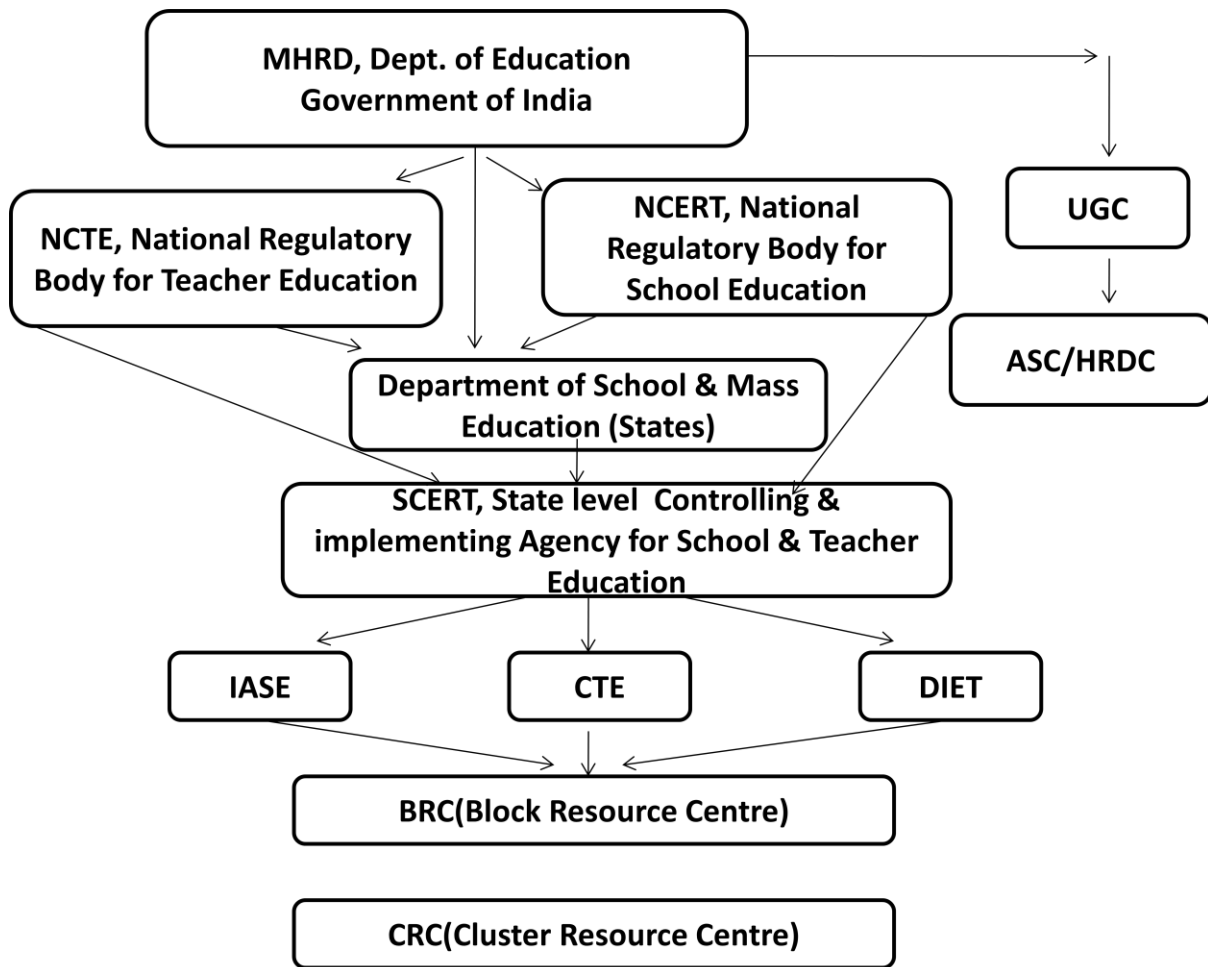 MHRD, Dept. of Education
Government of India
NCTE, National Regulatory
Body for Teacher Education
NCERT, National
Regulatory Body for
School Education
UGC
ASC/HRDC
Department of School & Mass
Education (States)
SCERT, State level  Controlling &
implementing Agency for School & Teacher
Education
IASE
CTE
DIET
BRC(Block Resource Centre)
CRC(Cluster Resource Centre)